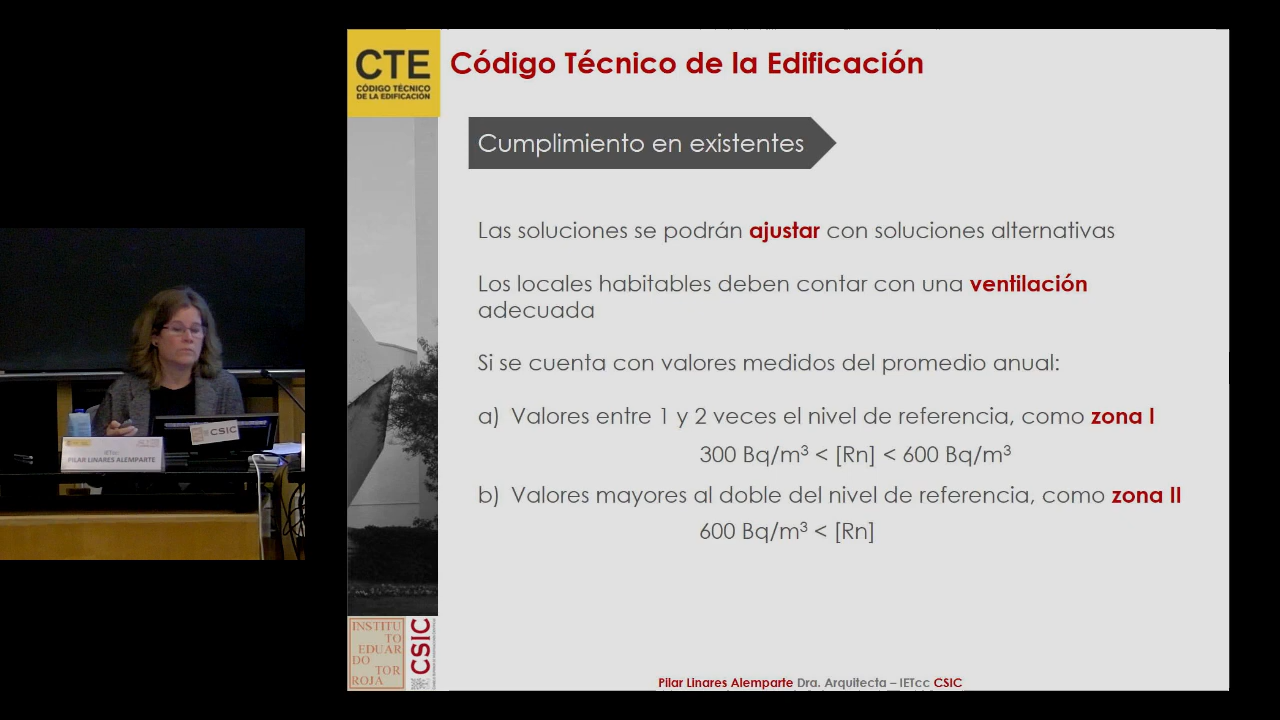 CTE
CÓDIGO TÉCNICO
DE LA EDIFICACIÓN
Código Técnico de la Edificación
Cumplimiento en existentes
Las soluciones se podrán ajustar con soluciones alternativas
Los locales habitables deben contar con una ventilación
adecuada
Si se cuenta con valores medidos del promedio anual:
a) Valores entre 1 y 2 veces el nivel de referencia, como zona I
300 Bq/m³ < [Rn] < 600 Bq/m³
b) Valores mayores al doble del nivel de referencia, como zona II
600 Bq/m³ < [Rn]
CSIC
IETcc
PILAR LINARES ALEMPARTE
INSTITU
TO
EDUAR
DO
TOR
ROJA
CSIC
Pilar Linares Alemparte Dra. Arquitecta – IETcc CSIC